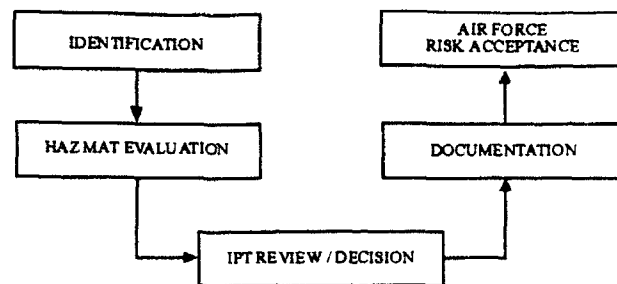 IDENTIFICATION
HAZMAT EVALUATION
IPT REVIEW / DECISION
DOCUMENTATION
AIR FORCE
RISK ACCEPTANCE